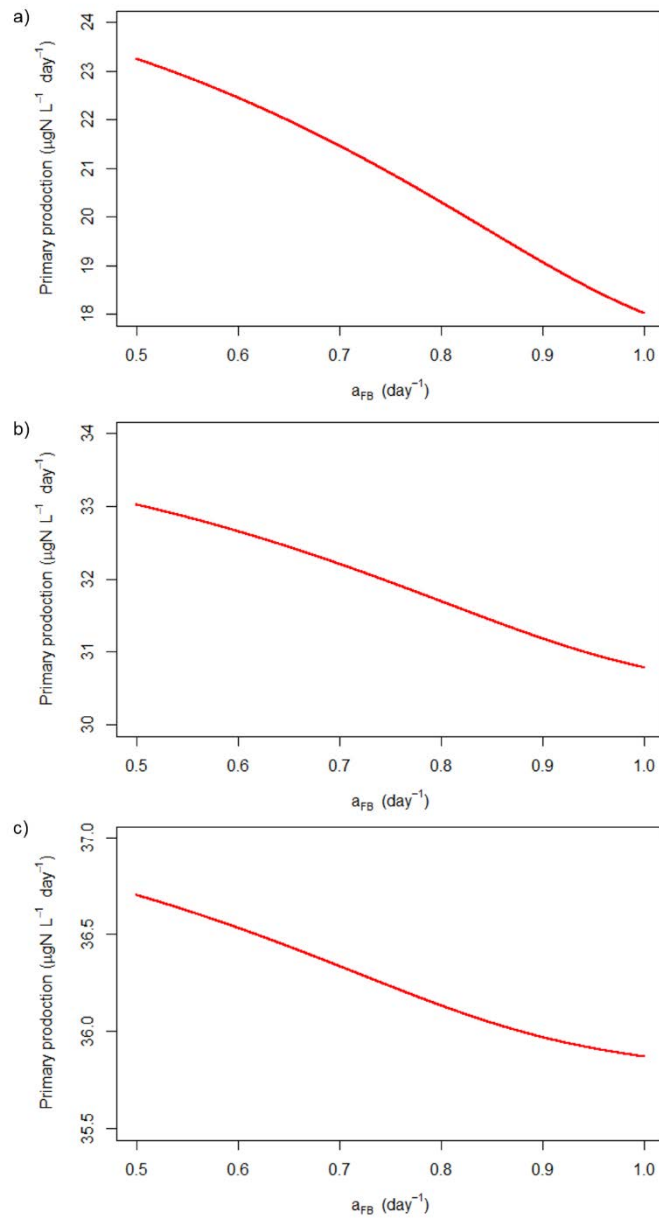 a)
24
23
22
21
20
19
18
Primary prodoction (µgN L⁻¹ day⁻¹)
0.5 0.6 0.7 0.8 0.9 1.0
a_FB (day⁻¹)
b)
34
33
32
31
30
Primary prodoction (µgN L⁻¹ day⁻¹)
0.5 0.6 0.7 0.8 0.9 1.0
a_FB (day⁻¹)
c)
37.0
36.5
36.0
35.5
Primary prodoction (µgN L⁻¹ day⁻¹)
0.5 0.6 0.7 0.8 0.9 1.0
a_FB (day⁻¹)